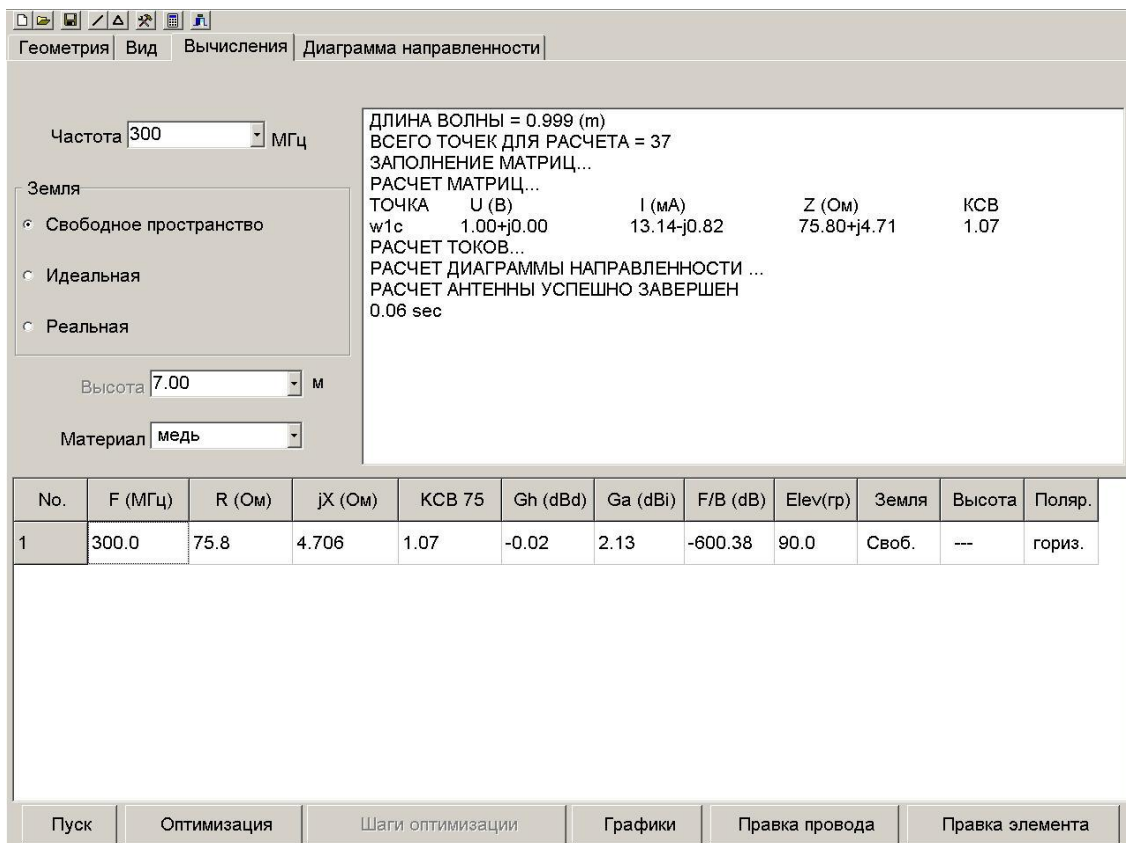 Геометрия Вид Вычисления Диаграмма направленности
Частота 300 МГц
Земля
Свободное пространство
Идеальная
Реальная
Высота 7.00 м
Материал медь
ДЛИНА ВОЛНЫ = 0.999 (m)
ВСЕГО ТОЧЕК ДЛЯ РАСЧЕТА = 37
ЗАПОЛНЕНИЕ МАТРИЦ...
РАСЧЕТ МАТРИЦ...
ТОЧКА U (В) I (мА) Z (Ом) КСВ
w1c 1.00+j0.00 13.14-j0.82 75.80+j4.71 1.07
РАСЧЕТ ТОКОВ...
РАСЧЕТ ДИАГРАММЫ НАПРАВЛЕННОСТИ ...
РАСЧЕТ АНТЕННЫ УСПЕШНО ЗАВЕРШЕН
0.06 sec
No. F (МГц) R (Ом) jX (Ом) КСВ 75 Gh (dBd) Ga (dBi) F/B (dB) Elev(гр) Земля Высота Поляр.
1 300.0 75.8 4.706 1.07 -0.02 2.13 -600.38 90.0 Своб. --- гориз.
Пуск Оптимизация Шаги оптимизации Графики Правка провода Правка элемента